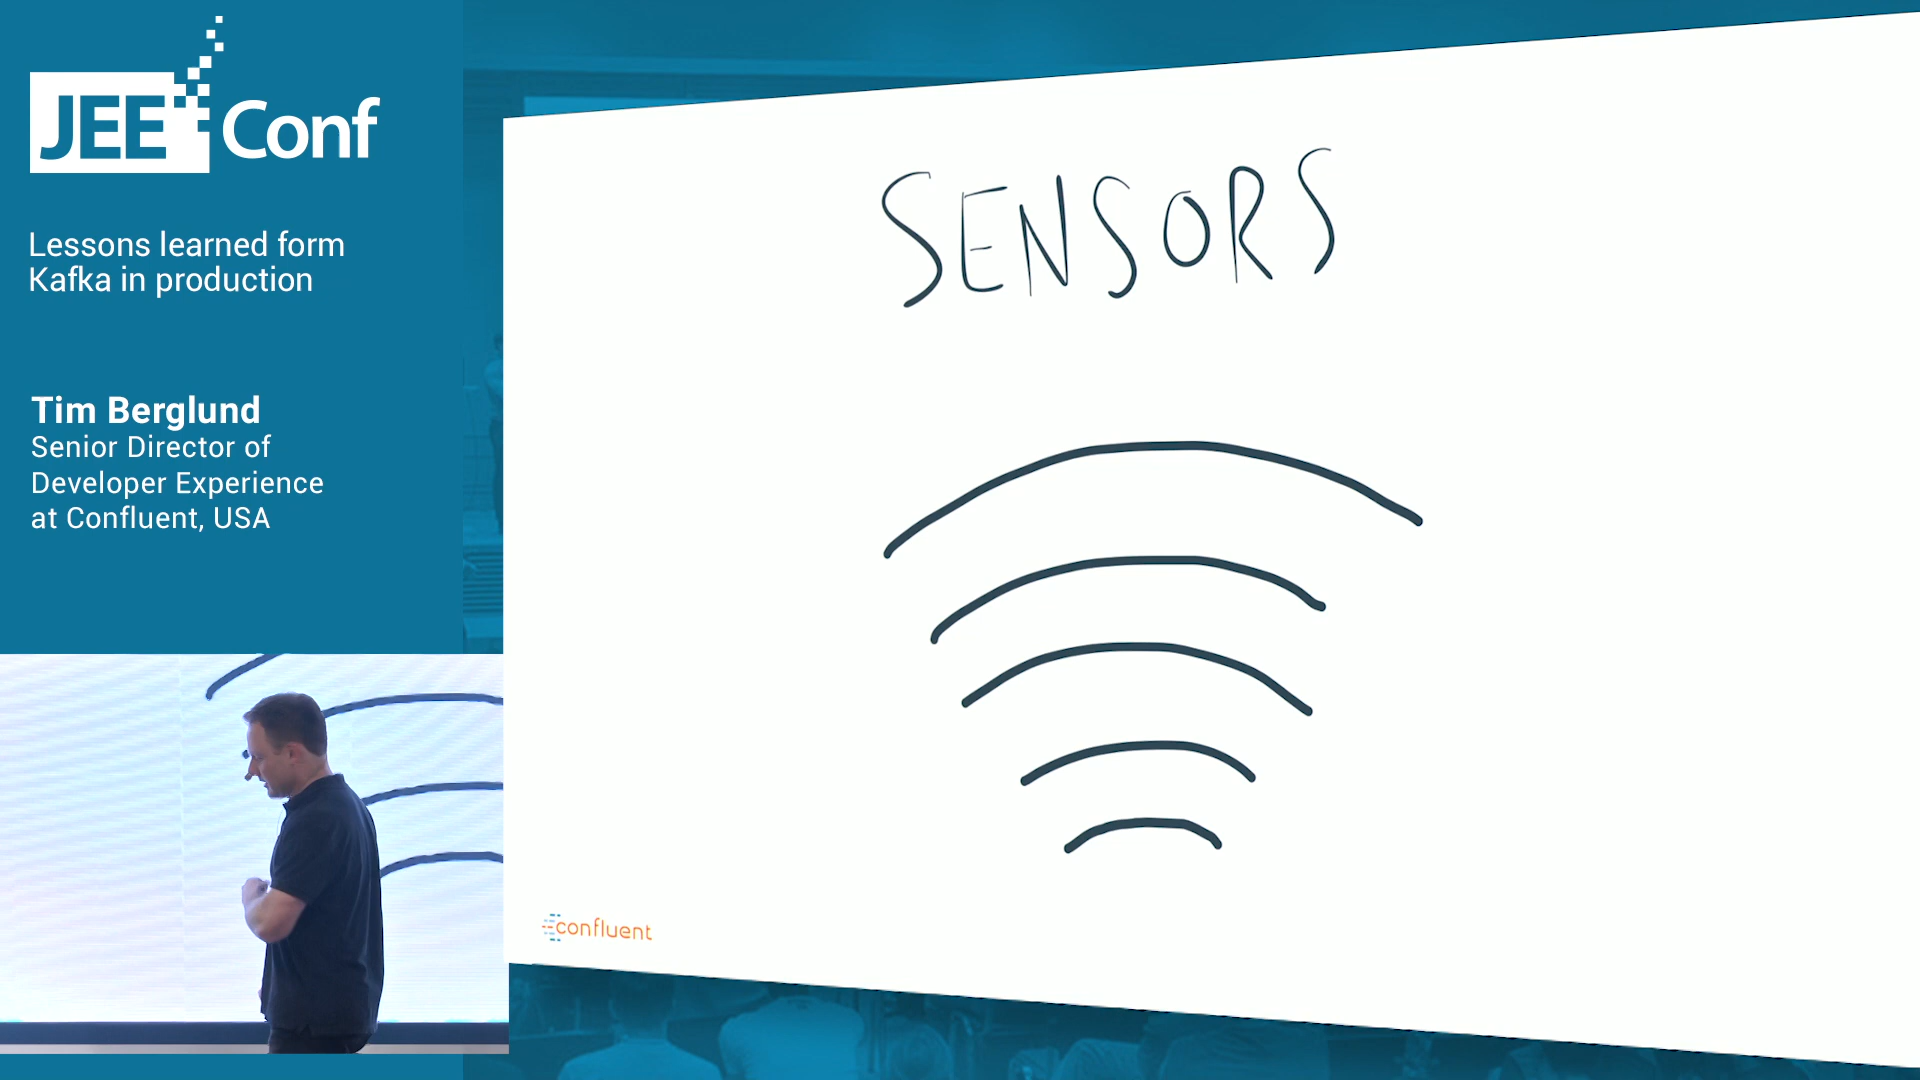 JEE Conf
Lessons learned form
Kafka in production
Tim Berglund
Senior Director of
Developer Experience
at Confluent, USA
SENSORS
confluent